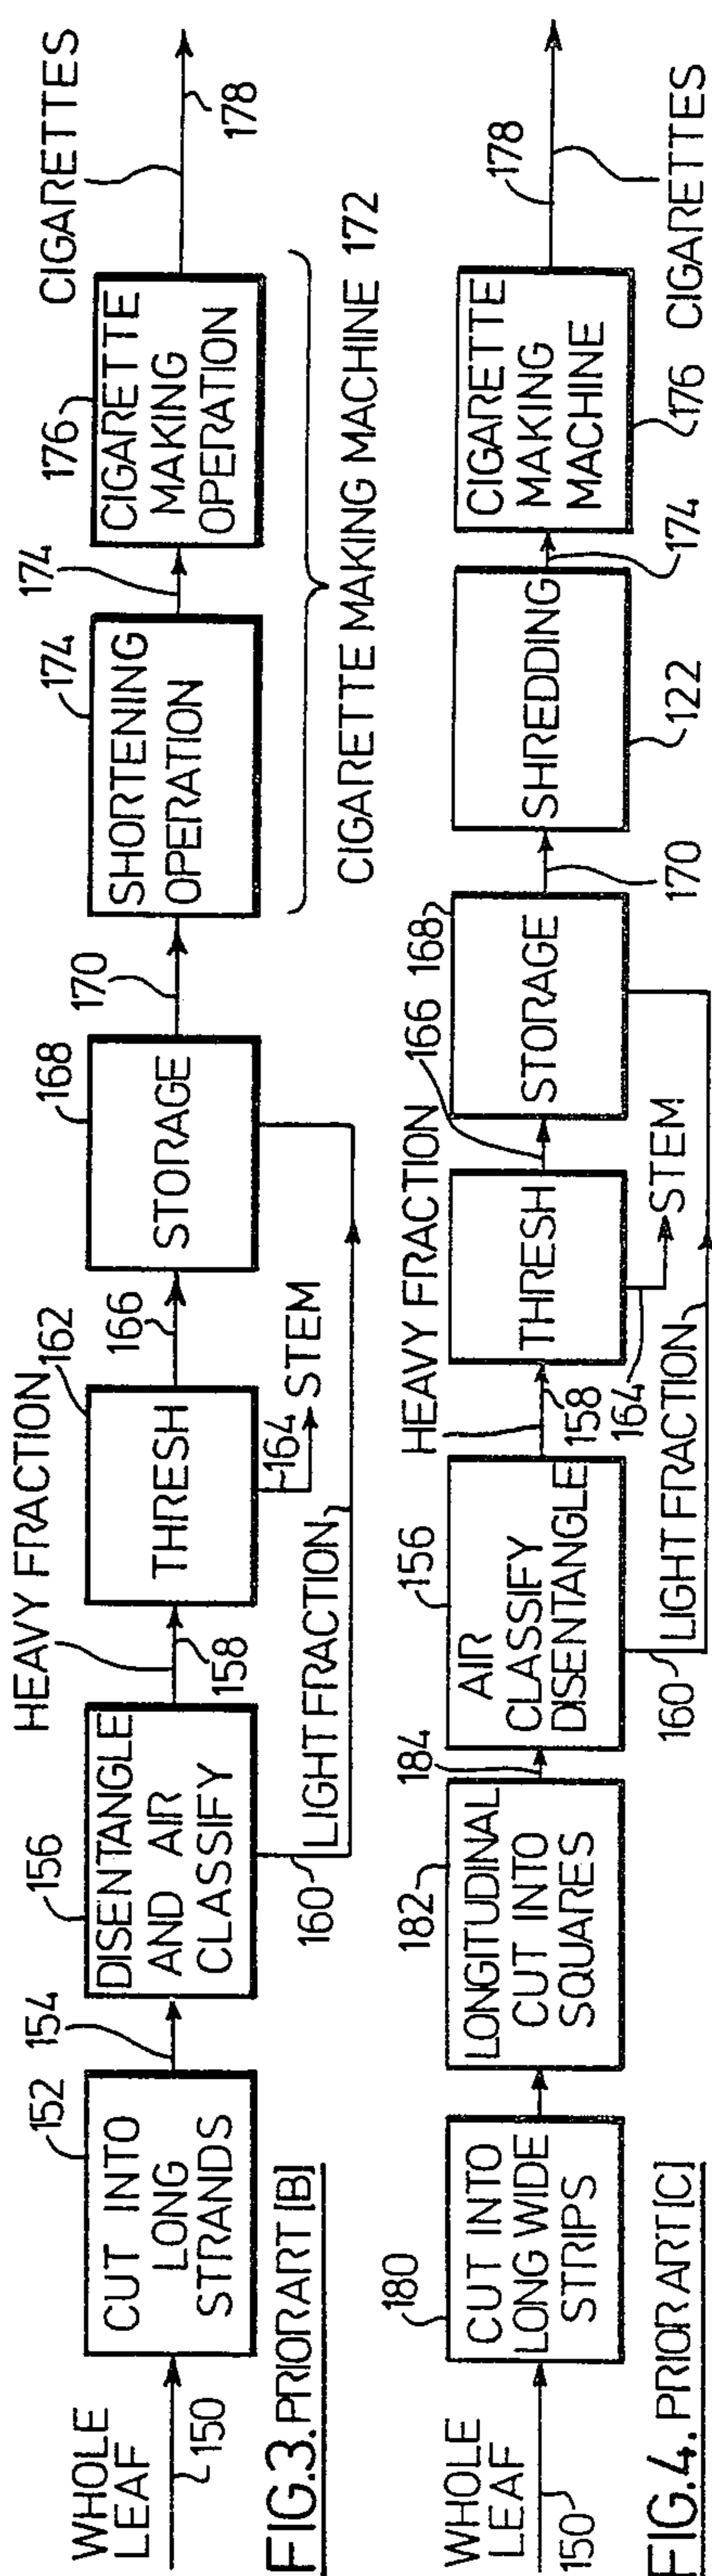 WHOLE
LEAF
150
152
CUT INTO
LONG
STRANDS
154
156
DISENTANGLE
AND AIR
CLASSIFY
HEAVY FRACTION
158
160
LIGHT FRACTION
162
THRESH
164
STEM
166
168
STORAGE
170
174
SHORTENING
OPERATION
174
176
CIGARETTE
MAKING
OPERATION
CIGARETTES
178
CIGARETTE MAKING MACHINE 172
FIG.3. PRIOR ART [B]
WHOLE
LEAF
150
180
CUT INTO
LONG WIDE
STRIPS
182
LONGITUDINAL
CUT INTO
SQUARES
184
156
AIR
CLASSIFY
DISENTANGLE
HEAVY FRACTION
158
160
LIGHT FRACTION
THRESH
164
STEM
166
168
STORAGE
170
SHREDDING
122
174
CIGARETTE
MAKING
MACHINE
176
178
CIGARETTES
FIG.4. PRIOR ART [C]